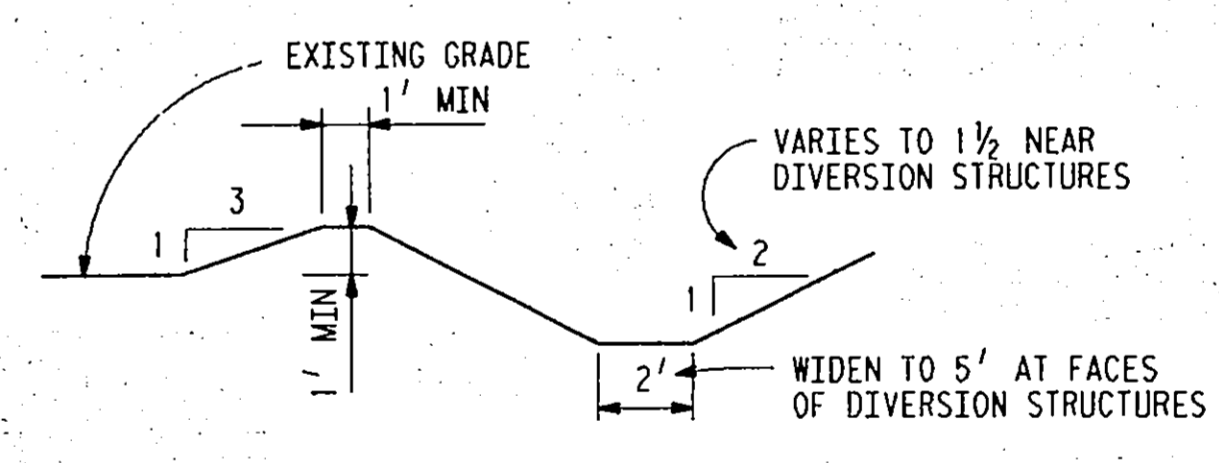 EXISTING GRADE
1' MIN
VARIES TO 1½ NEAR
DIVERSION STRUCTURES
3
1
2
1
1' MIN
2'
WIDEN TO 5' AT FACES
OF DIVERSION STRUCTURES